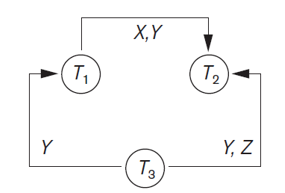 X,Y
T1 T2
Y Y, Z
T3